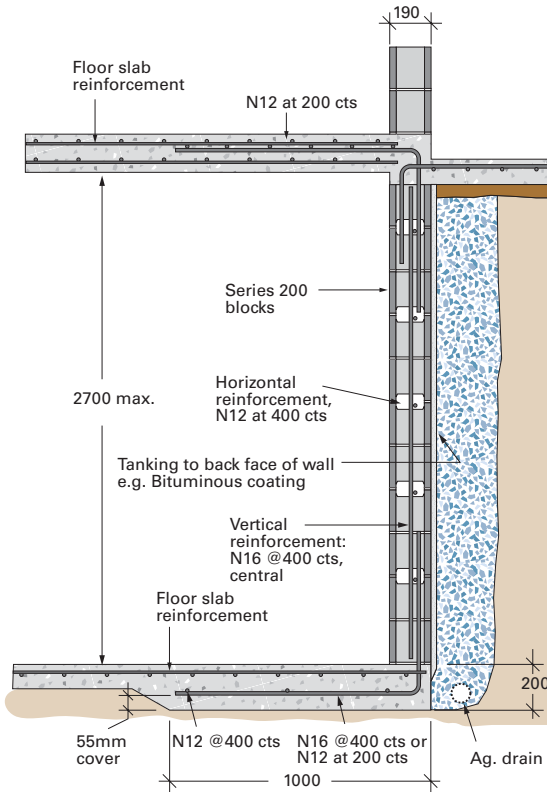 190
Floor slab
reinforcement
N12 at 200 cts
Series 200
blocks
2700 max.
Horizontal
reinforcement,
N12 at 400 cts
Tanking to back face of wall
e.g. Bituminous coating
Vertical
reinforcement:
N16 @400 cts,
central
Floor slab
reinforcement
200
55mm
cover
N12 @400 cts
N16 @400 cts or
N12 at 200 cts
Ag. drain
1000